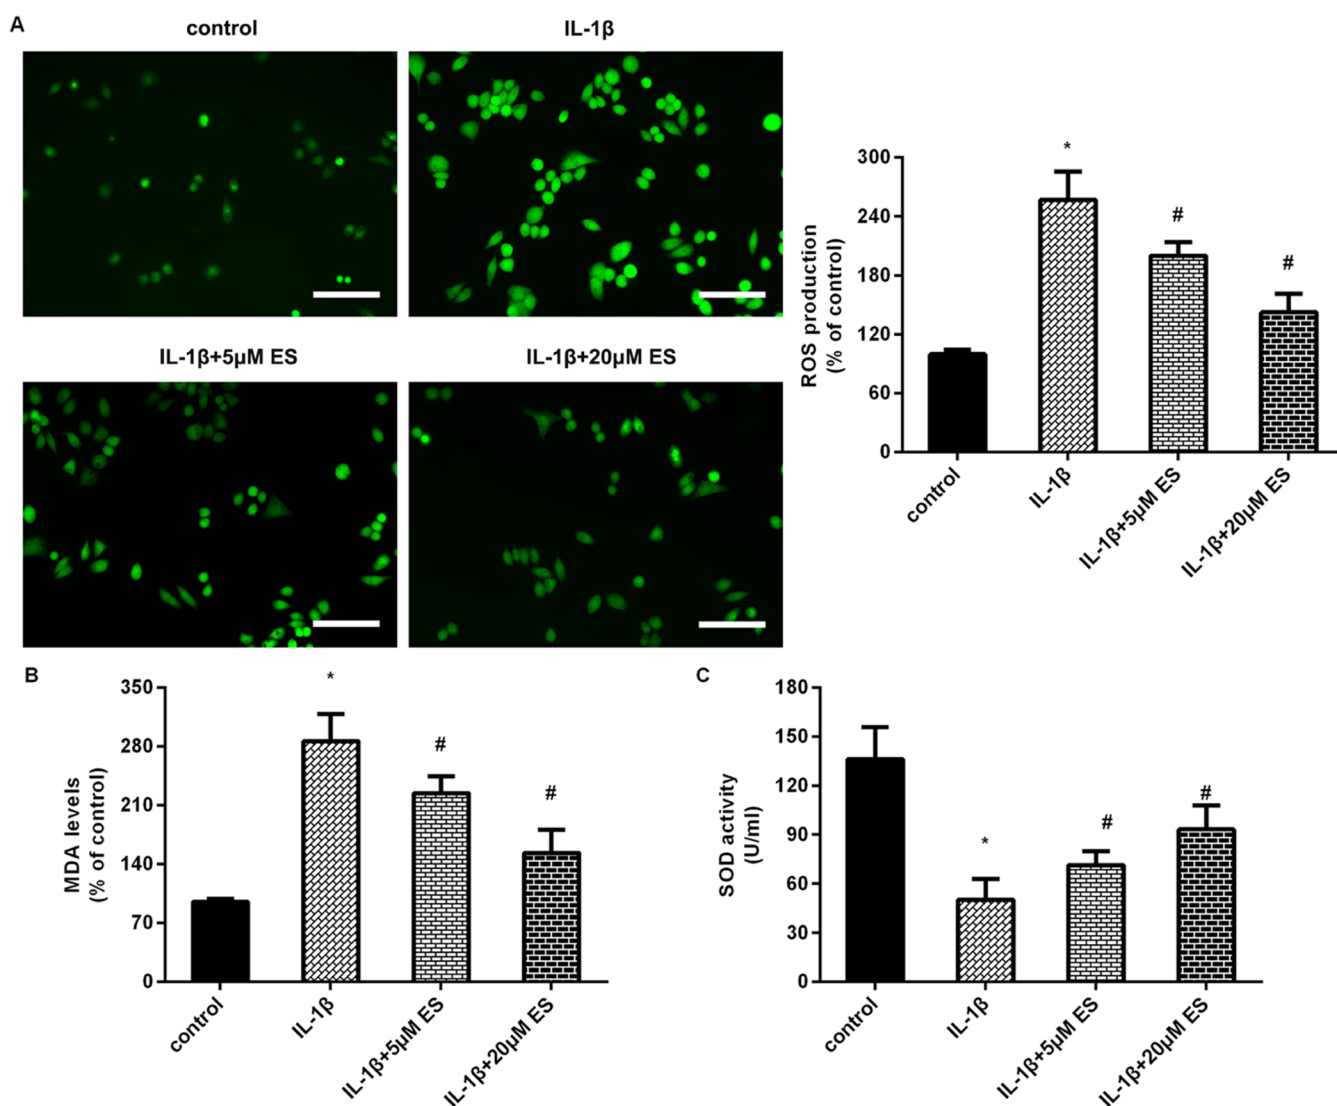 A
control
IL-1β
IL-1β+5μM ES
IL-1β+20μM ES
ROS production
(% of control)
300
240
180
120
60
0
*
#
#
control
IL-1β
IL-1β+5μM ES
IL-1β+20μM ES
B
MDA levels
(% of control)
350
280
210
140
70
0
*
#
#
control
IL-1β
IL-1β+5μM ES
IL-1β+20μM ES
C
SOD activity
(U/ml)
180
150
120
90
60
30
0
*
#
#
control
IL-1β
IL-1β+5μM ES
IL-1β+20μM ES